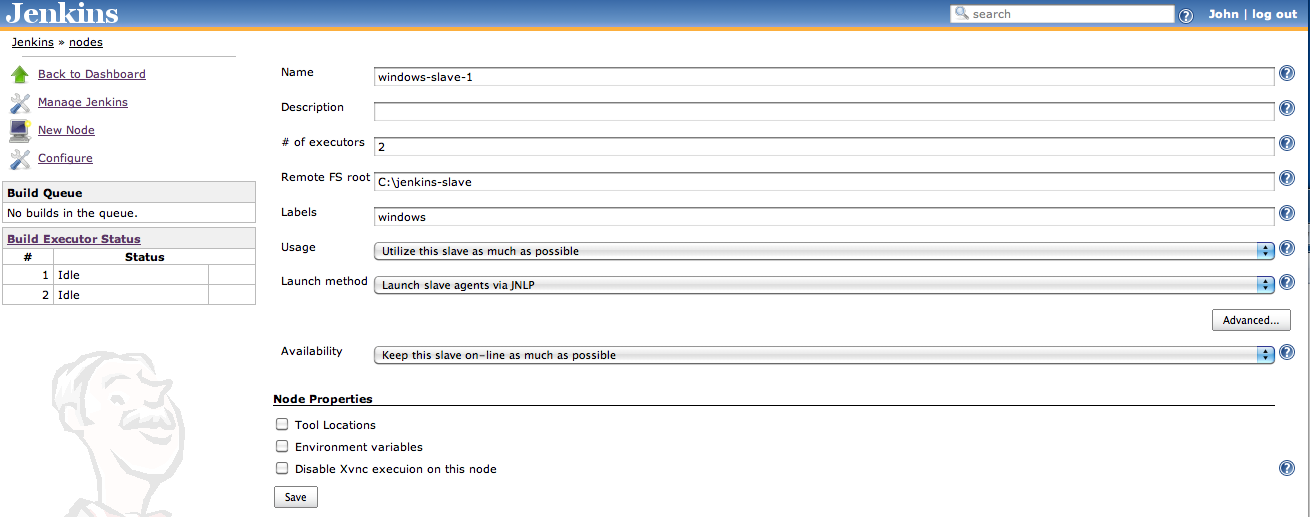 Jenkins
search
John | log out
Jenkins » nodes
Back to Dashboard
Manage Jenkins
New Node
Configure
Build Queue
No builds in the queue.
Build Executor Status
# Status
1 Idle
2 Idle
Name windows-slave-1
Description
# of executors 2
Remote FS root C:\jenkins-slave
Labels windows
Usage Utilize this slave as much as possible
Launch method Launch slave agents via JNLP
Advanced...
Availability Keep this slave on-line as much as possible
Node Properties
Tool Locations
Environment variables
Disable Xvnc execuion on this node
Save